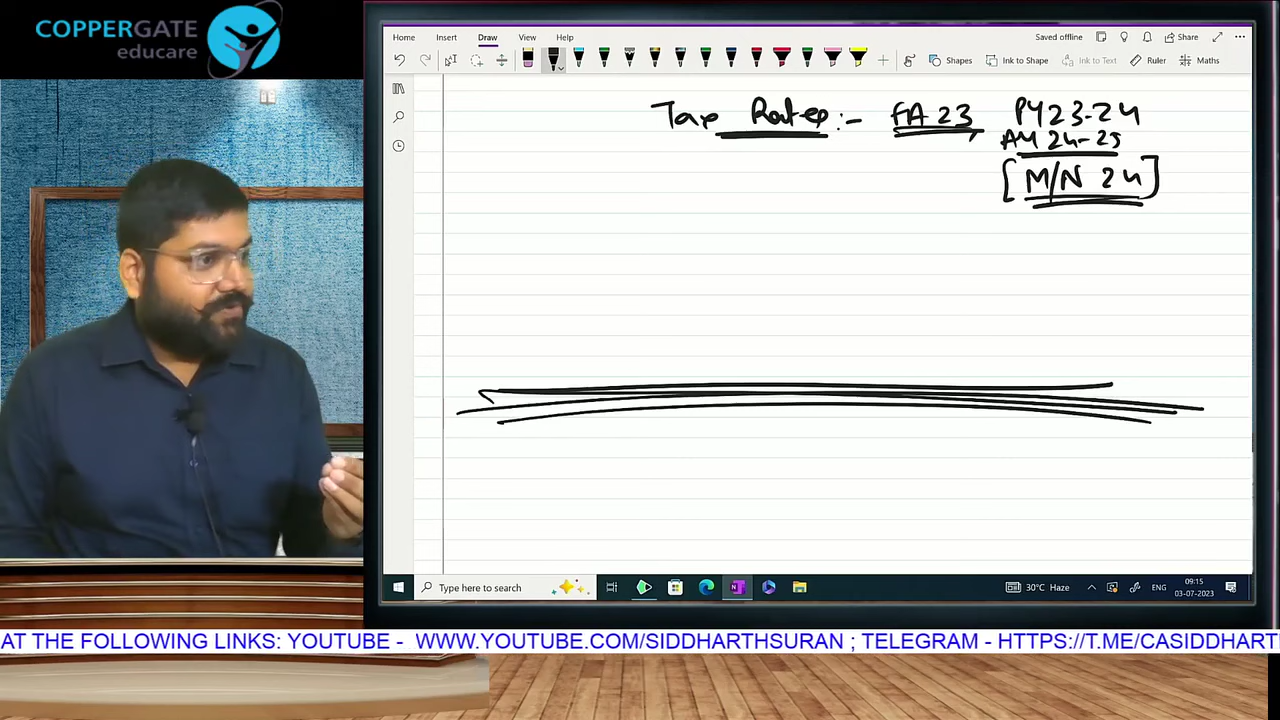 COPPERGATE
educare
Home Insert Draw View Help
Saved offline
Share
Shapes
Ink to Shape
Ink to Text
Ruler
Maths
Tax Rates :- FA 23 PY 23-24
AY 24-25
[M/N 24]
Type here to search
30°C Haze
ENG
09:15
03-07-2023
AT THE FOLLOWING LINKS: YOUTUBE - WWW.YOUTUBE.COM/SIDDHARTHSURAN ; TELEGRAM - HTTPS://T.ME/CASIDDHARTH